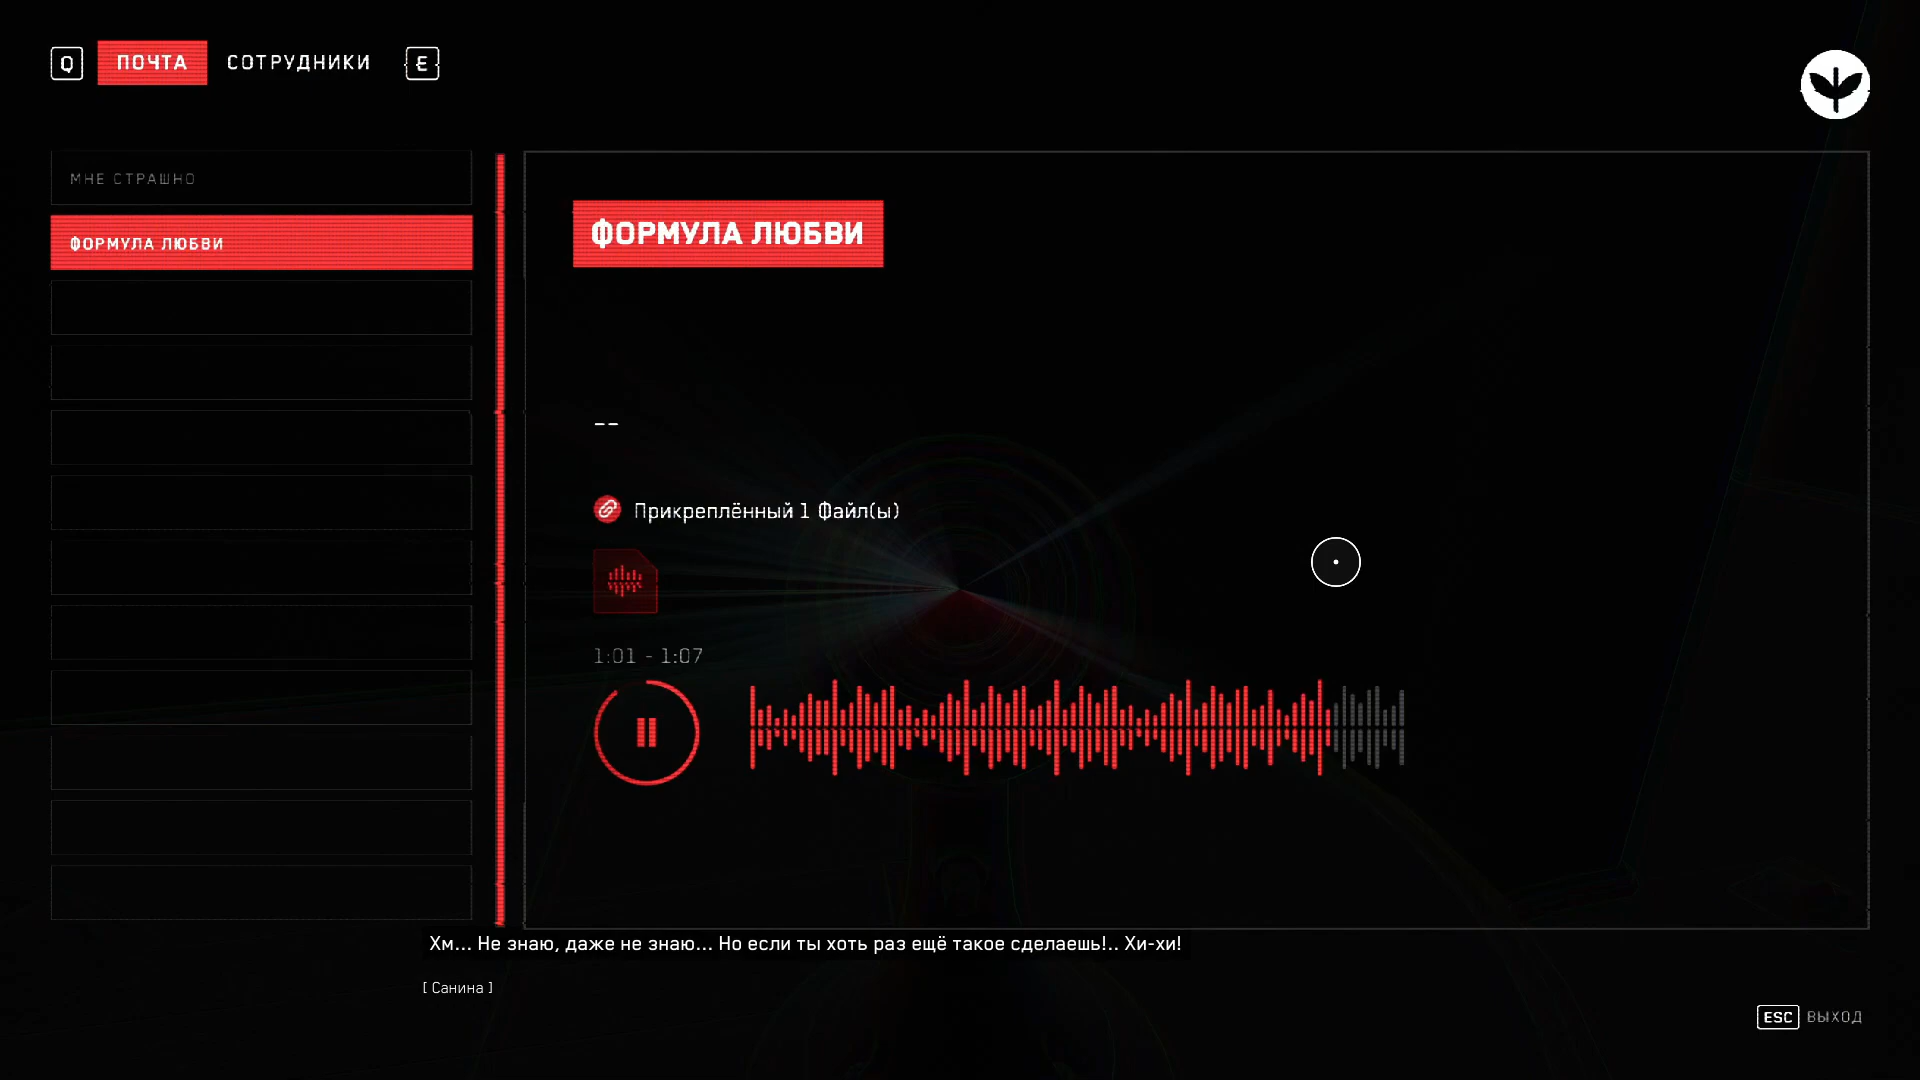 Q ПОЧТА СОТРУДНИКИ E
МНЕ СТРАШНО
ФОРМУЛА ЛЮБВИ
ФОРМУЛА ЛЮБВИ
--
Прикреплённый 1 Файл(ы)
1:01 - 1:07
Хм... Не знаю, даже не знаю... Но если ты хоть раз ещё такое сделаешь!.. Хи-хи!
[ Санина ]
ESC ВЫХОД